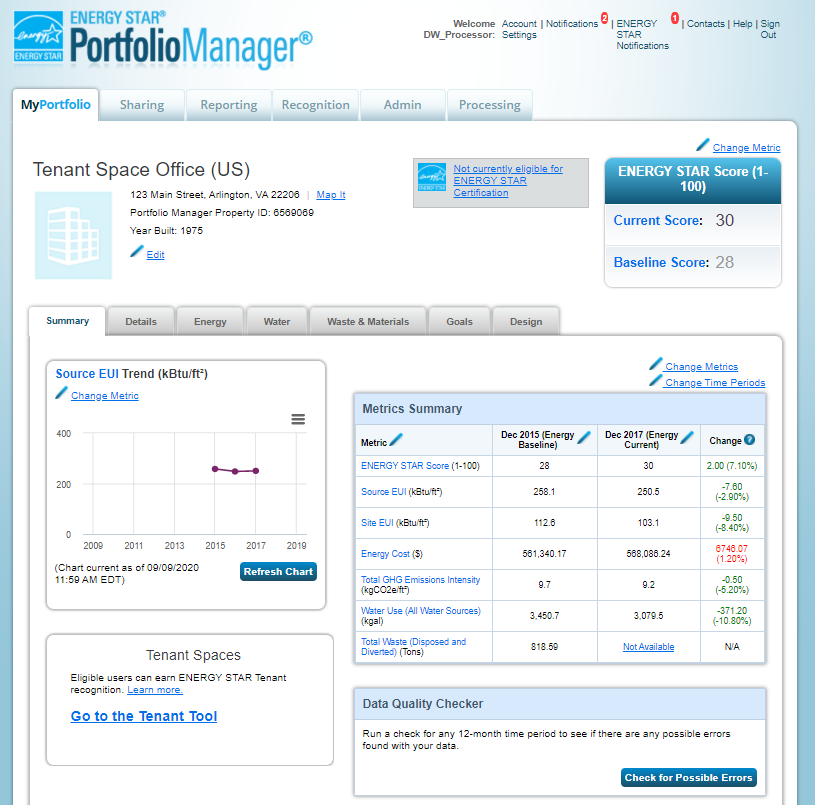 ENERGY STAR®
PortfolioManager®
ENERGY STAR
Welcome
DW_Processor:
Account
Settings
| Notifications 2
| ENERGY
STAR
Notifications 1
| Contacts | Help | Sign
Out
MyPortfolio
Sharing
Reporting
Recognition
Admin
Processing
Change Metric
Tenant Space Office (US)
123 Main Street, Arlington, VA 22206 | Map It
Portfolio Manager Property ID: 6569069
Year Built: 1975
Edit
Not currently eligible for
ENERGY STAR
Certification
ENERGY STAR Score (1-
100)
Current Score: 30
Baseline Score: 28
Summary
Details
Energy
Water
Waste & Materials
Goals
Design
Source EUI Trend (kBtu/ft²)
Change Metric
400
200
0
2009 2011 2013 2015 2017 2019
(Chart current as of 09/09/2020
11:59 AM EDT)
Refresh Chart
Tenant Spaces
Eligible users can earn ENERGY STAR Tenant
recognition. Learn more.
Go to the Tenant Tool
Change Metrics
Change Time Periods
Metrics Summary
Metric
Dec 2015 (Energy
Baseline)
Dec 2017 (Energy
Current)
Change ?
ENERGY STAR Score (1-100) 28 30 2.00 (7.10%)
Source EUI (kBtu/ft²) 258.1 250.5 -7.60
(-2.90%)
Site EUI (kBtu/ft²) 112.6 103.1 -9.50
(-8.40%)
Energy Cost ($) 561,340.17 568,086.24 6746.07
(1.20%)
Total GHG Emissions Intensity
(kgCO2e/ft²) 9.7 9.2 -0.50
(-5.20%)
Water Use (All Water Sources)
(kgal) 3,450.7 3,079.5 -371.20
(-10.80%)
Total Waste (Disposed and
Diverted) (Tons) 818.59 Not Available N/A
Data Quality Checker
Run a check for any 12-month time period to see if there are any possible errors
found with your data.
Check for Possible Errors